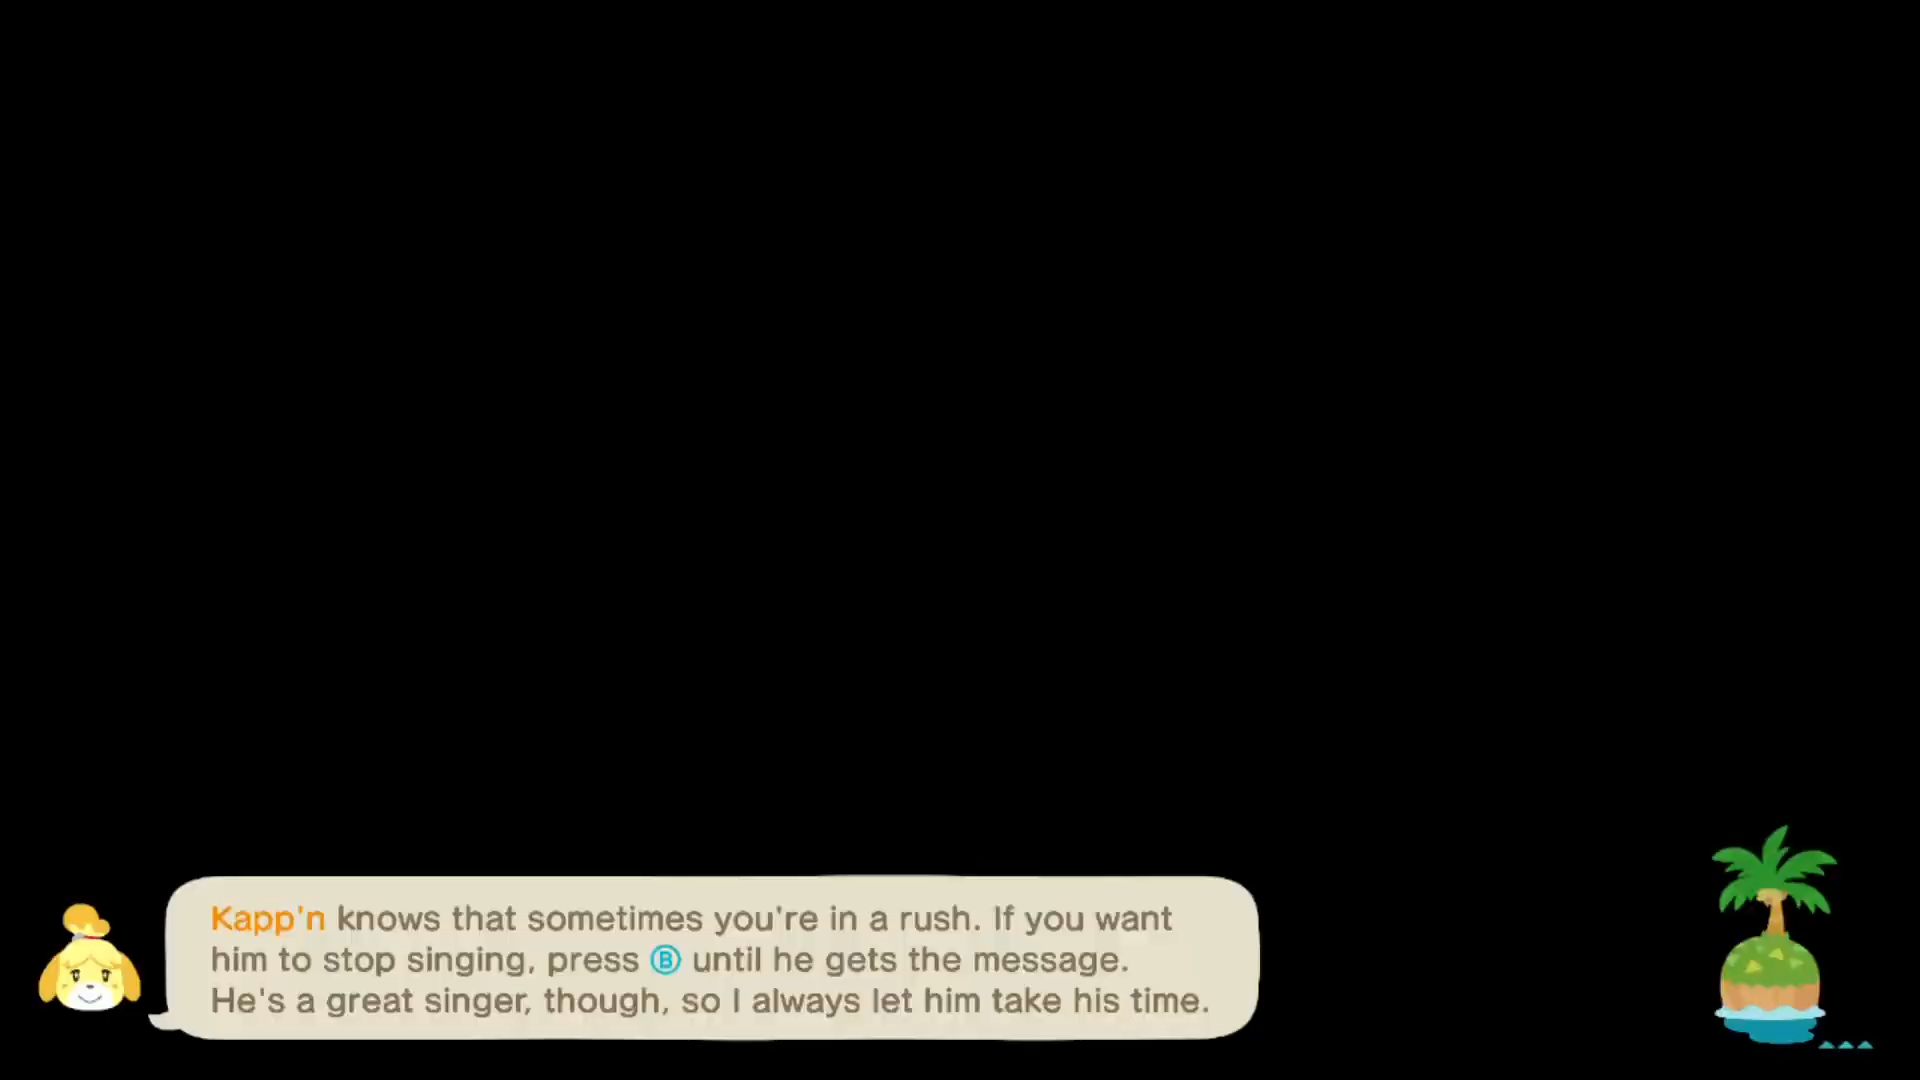 Kapp'n knows that sometimes you're in a rush. If you want
him to stop singing, press Ⓑ until he gets the message.
He's a great singer, though, so I always let him take his time.